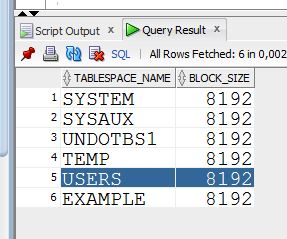 Script Output x Query Result x
SQL | All Rows Fetched: 6 in 0,002
TABLESPACE_NAME BLOCK_SIZE
1 SYSTEM 8192
2 SYSAUX 8192
3 UNDOTBS1 8192
4 TEMP 8192
5 USERS 8192
6 EXAMPLE 8192